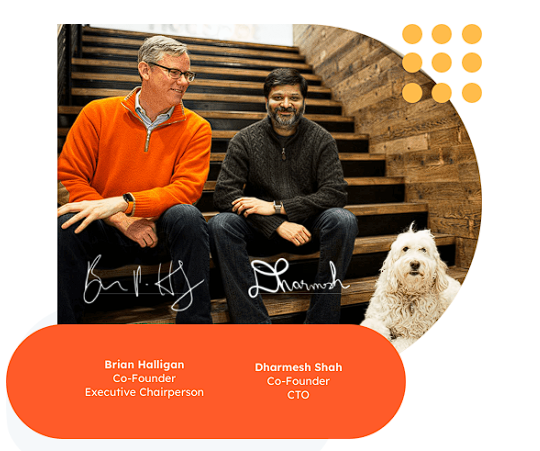 Dharmesh
Brian Halligan
Co-Founder
Executive Chairperson
Dharmesh Shah
Co-Founder
CTO